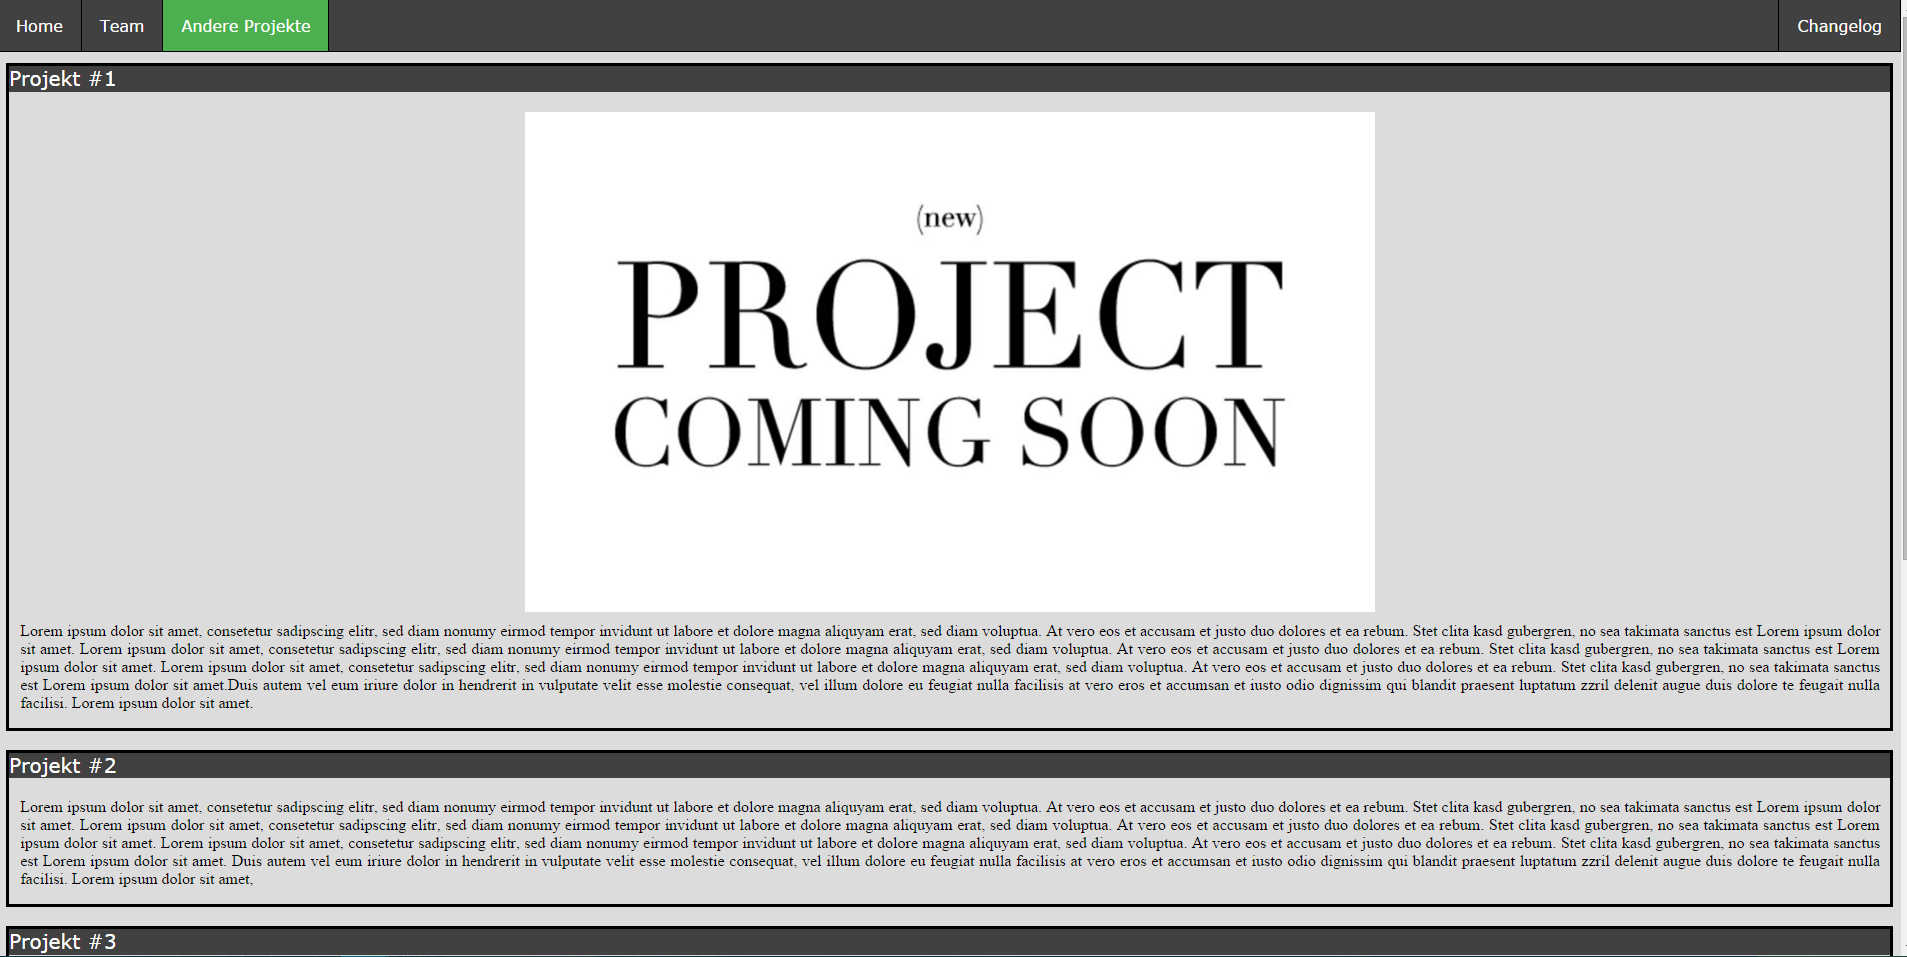 Home Team Andere Projekte Changelog
Projekt #1
(new)
PROJECT
COMING SOON
Lorem ipsum dolor sit amet, consetetur sadipscing elitr, sed diam nonumy eirmod tempor invidunt ut labore et dolore magna aliquyam erat, sed diam voluptua. At vero eos et accusam et justo duo dolores et ea rebum. Stet clita kasd gubergren, no sea takimata sanctus est Lorem ipsum dolor
sit amet. Lorem ipsum dolor sit amet, consetetur sadipscing elitr, sed diam nonumy eirmod tempor invidunt ut labore et dolore magna aliquyam erat, sed diam voluptua. At vero eos et accusam et justo duo dolores et ea rebum. Stet clita kasd gubergren, no sea takimata sanctus est Lorem
ipsum dolor sit amet. Lorem ipsum dolor sit amet, consetetur sadipscing elitr, sed diam nonumy eirmod tempor invidunt ut labore et dolore magna aliquyam erat, sed diam voluptua. At vero eos et accusam et justo duo dolores et ea rebum. Stet clita kasd gubergren, no sea takimata sanctus
est Lorem ipsum dolor sit amet.Duis autem vel eum iriure dolor in hendrerit in vulputate velit esse molestie consequat, vel illum dolore eu feugiat nulla facilisis at vero eros et accumsan et iusto odio dignissim qui blandit praesent luptatum zzril delenit augue duis dolore te feugait nulla
facilisi. Lorem ipsum dolor sit amet.
Projekt #2
Lorem ipsum dolor sit amet, consetetur sadipscing elitr, sed diam nonumy eirmod tempor invidunt ut labore et dolore magna aliquyam erat, sed diam voluptua. At vero eos et accusam et justo duo dolores et ea rebum. Stet clita kasd gubergren, no sea takimata sanctus est Lorem ipsum dolor
sit amet. Lorem ipsum dolor sit amet, consetetur sadipscing elitr, sed diam nonumy eirmod tempor invidunt ut labore et dolore magna aliquyam erat, sed diam voluptua. At vero eos et accusam et justo duo dolores et ea rebum. Stet clita kasd gubergren, no sea takimata sanctus est Lorem
ipsum dolor sit amet. Lorem ipsum dolor sit amet, consetetur sadipscing elitr, sed diam nonumy eirmod tempor invidunt ut labore et dolore magna aliquyam erat, sed diam voluptua. At vero eos et accusam et justo duo dolores et ea rebum. Stet clita kasd gubergren, no sea takimata sanctus
est Lorem ipsum dolor sit amet. Duis autem vel eum iriure dolor in hendrerit in vulputate velit esse molestie consequat, vel illum dolore eu feugiat nulla facilisis at vero eros et accumsan et iusto odio dignissim qui blandit praesent luptatum zzril delenit augue duis dolore te feugait nulla
facilisi. Lorem ipsum dolor sit amet,
Projekt #3